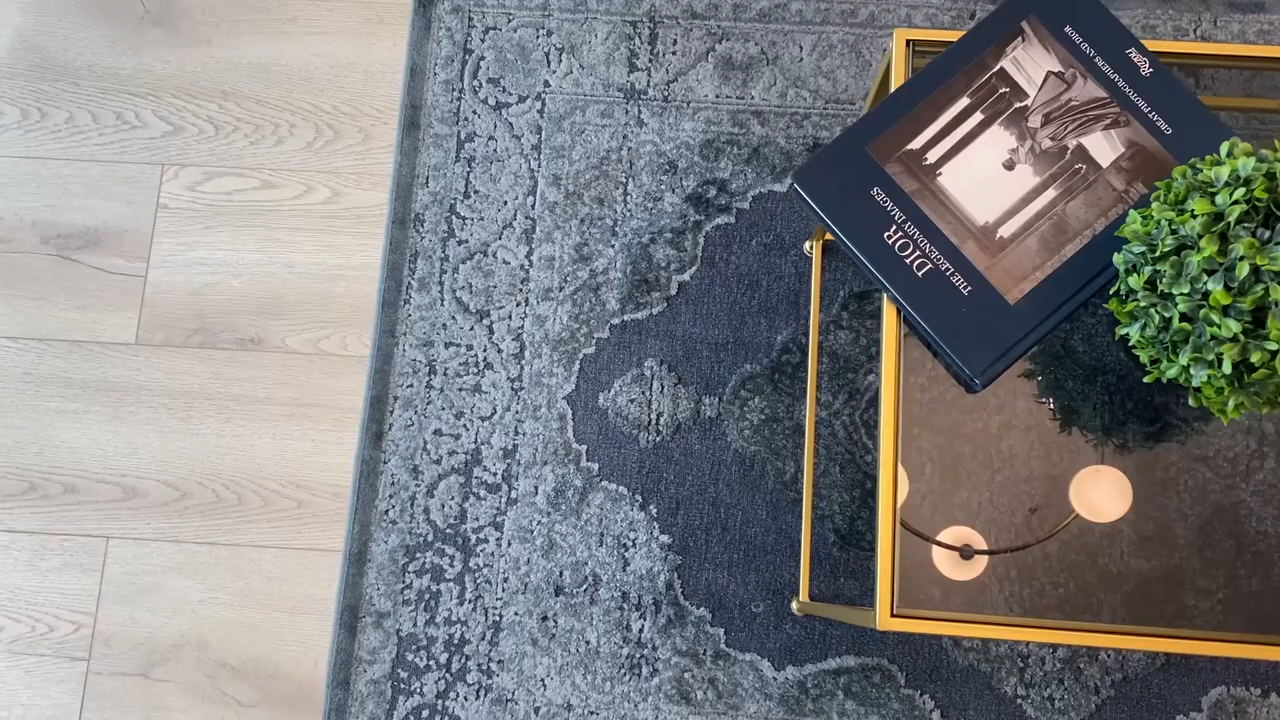 Rizzoli
GREAT PHOTOGRAPHERS AND DIOR
DIOR
THE LEGENDARY IMAGES